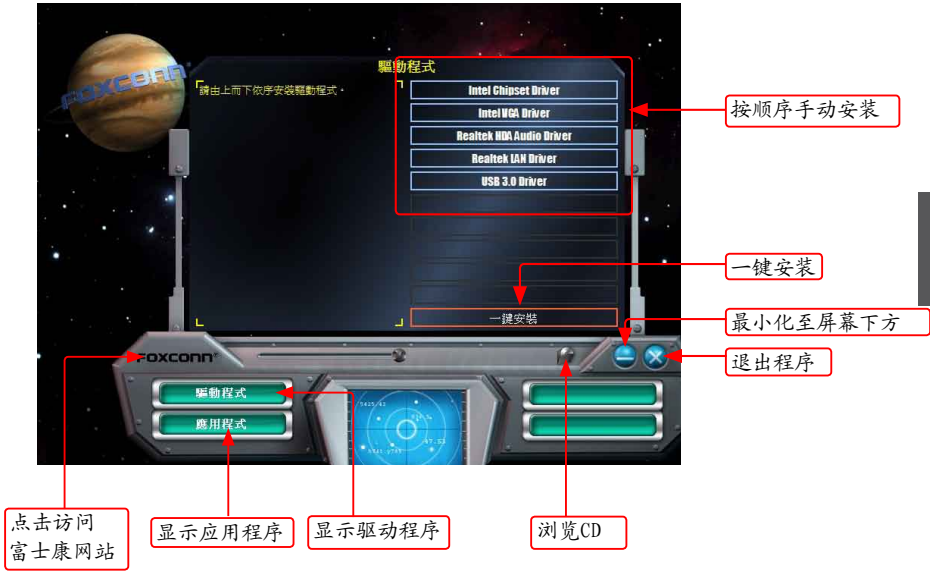 FOXCONN
驅動程式
請由上而下依序安裝驅動程式。
Intel Chipset Driver
Intel VGA Driver
Realtek HDA Audio Driver
Realtek LAN Driver
USB 3.0 Driver
一鍵安裝
FOXCONN®
驅動程式
應用程式
按顺序手动安装
一键安装
最小化至屏幕下方
退出程序
点击访问
富士康网站
显示应用程序
显示驱动程序
浏览CD